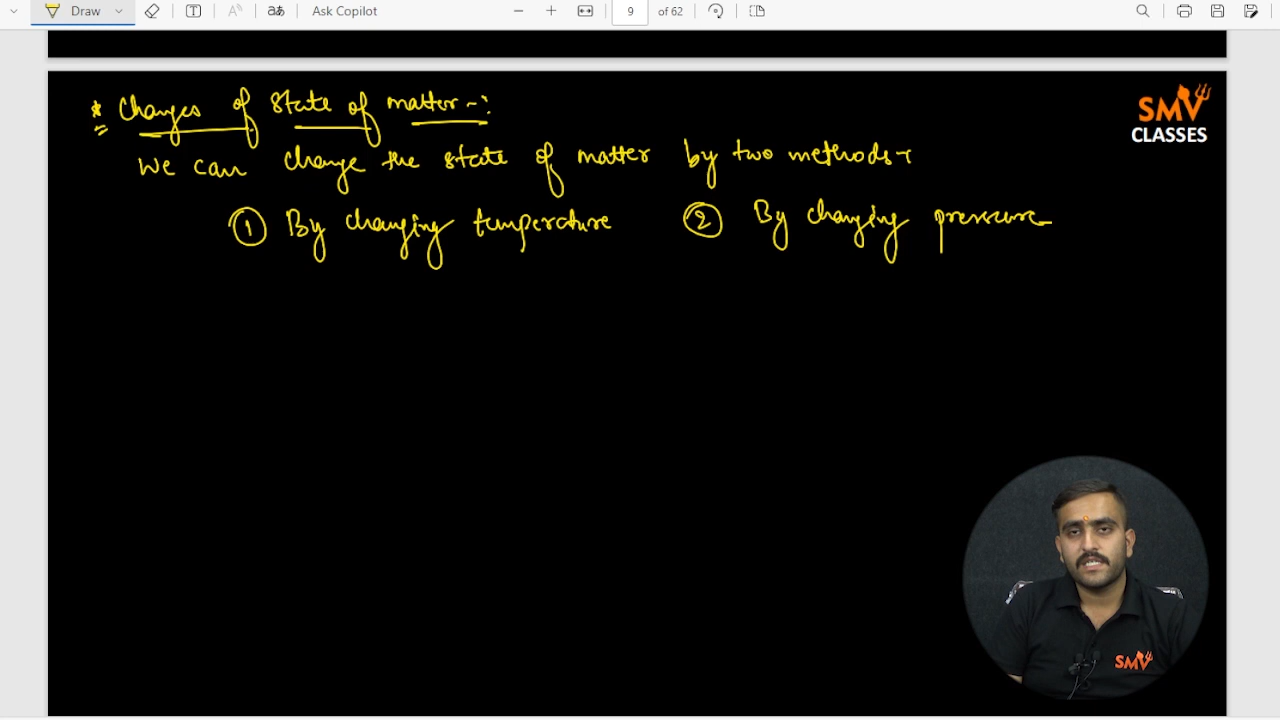 Draw
Ask Copilot
9 of 62
* Changes of state of matter -:
We can change the state of matter by two methods -
① By changing temperature ② By changing pressure
SMV
CLASSES
SMV